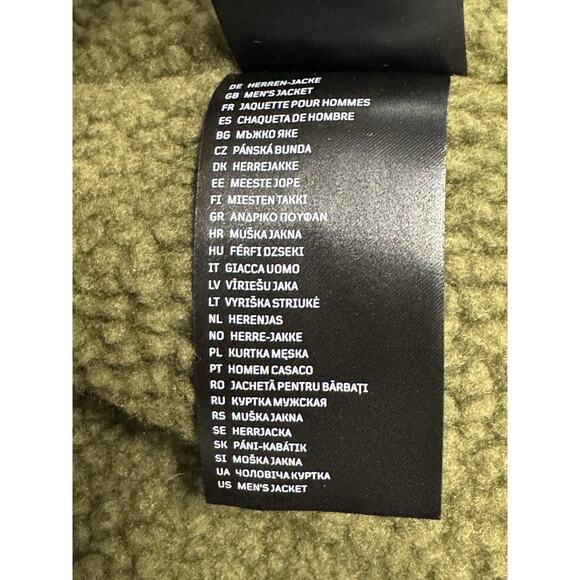 DE HERREN-JACKE
GB MEN'S JACKET
FR JAQUETTE POUR HOMMES
ES CHAQUETA DE HOMBRE
BG МЪЖКО ЯКЕ
CZ PÁNSKÁ BUNDA
DK HERREJAKKE
EE MEESTE JOPE
FI MIESTEN TAKKI
GR ΑΝΔΡΙΚΟ ΠΟΥΦΑΝ
HR MUŠKA JAKNA
HU FÉRFI DZSEKI
IT GIACCA UOMO
LV VĪRIEŠU JAKA
LT VYRIŠKA STRIUKĖ
NL HERENJAS
NO HERRE-JAKKE
PL KURTKA MĘSKA
PT HOMEM CASACO
RO JACHETĂ PENTRU BĂRBAȚI
RU КУРТКА МУЖСКАЯ
RS MUŠKA JAKNA
SE HERRJACKA
SK PÁNI-KABÁTIK
SI MOŠKA JAKNA
UA ЧОЛОВІЧА КУРТКА
US MEN'S JACKET